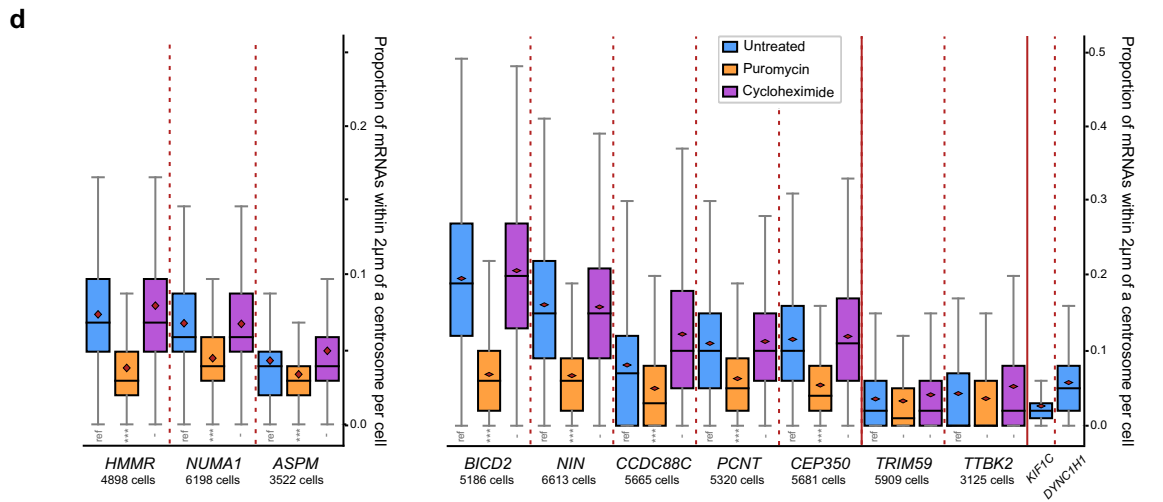 d
Proportion of mRNAs within 2µm of a centrosome per cell
0.2
0.1
0.0
ref *** - ref *** - ref *** -
HMMR NUMA1 ASPM
4898 cells 6198 cells 3522 cells
Untreated
Puromycin
Cycloheximide
Proportion of mRNAs within 2µm of a centrosome per cell
0.5
0.4
0.3
0.2
0.1
0.0
ref *** - ref *** - ref *** - ref *** - ref *** - ref - - ref - -
BICD2 NIN CCDC88C PCNT CEP350 TRIM59 TTBK2 KIF1C DYNC1H1
5186 cells 6613 cells 5665 cells 5320 cells 5681 cells 5909 cells 3125 cells